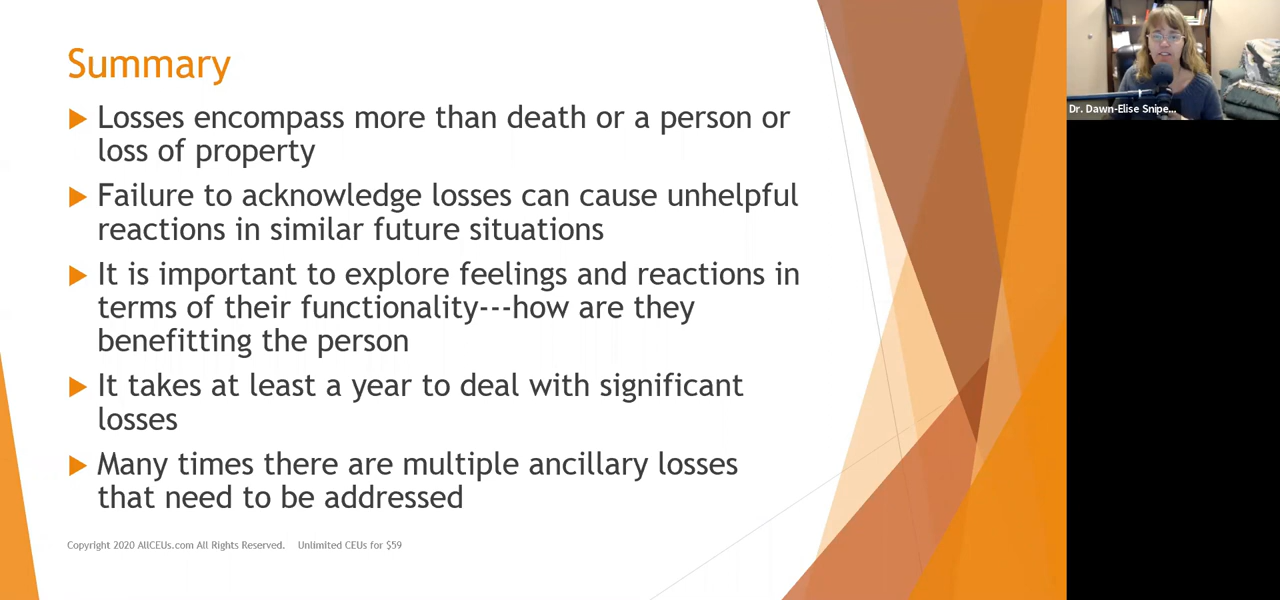 Summary
Losses encompass more than death or a person or
loss of property
Failure to acknowledge losses can cause unhelpful
reactions in similar future situations
It is important to explore feelings and reactions in
terms of their functionality---how are they
benefitting the person
It takes at least a year to deal with significant
losses
Many times there are multiple ancillary losses
that need to be addressed
Copyright 2020 AllCEUs.com All Rights Reserved. Unlimited CEUs for $59
Dr. Dawn-Elise Snipe...